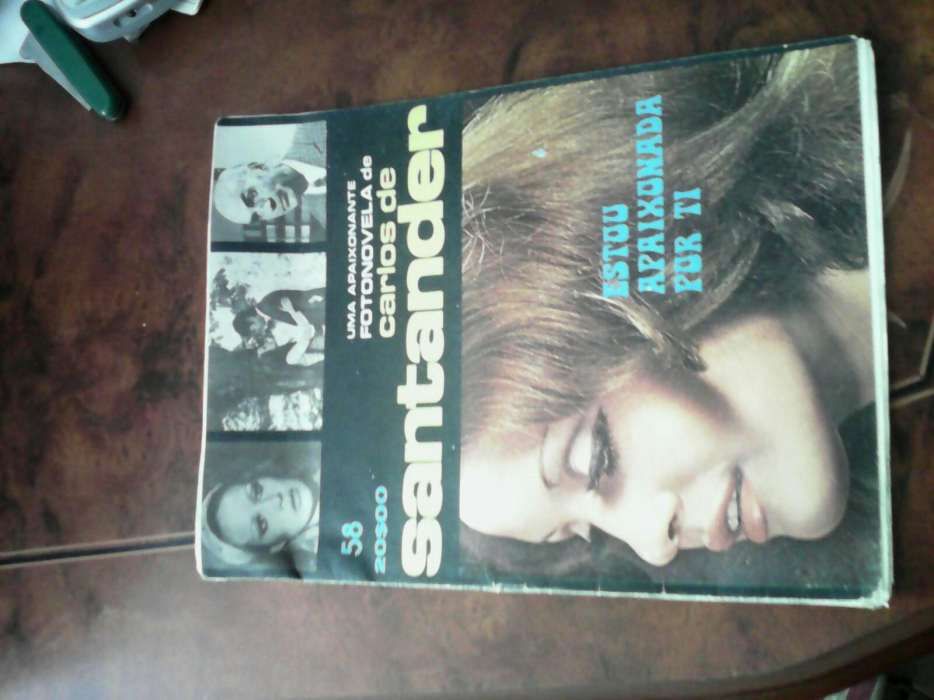 UMA APAIXONANTE
FOTONOVELA de
carlos de
58
20$00
santander
ESTOU
APAIXONADA
POR TI